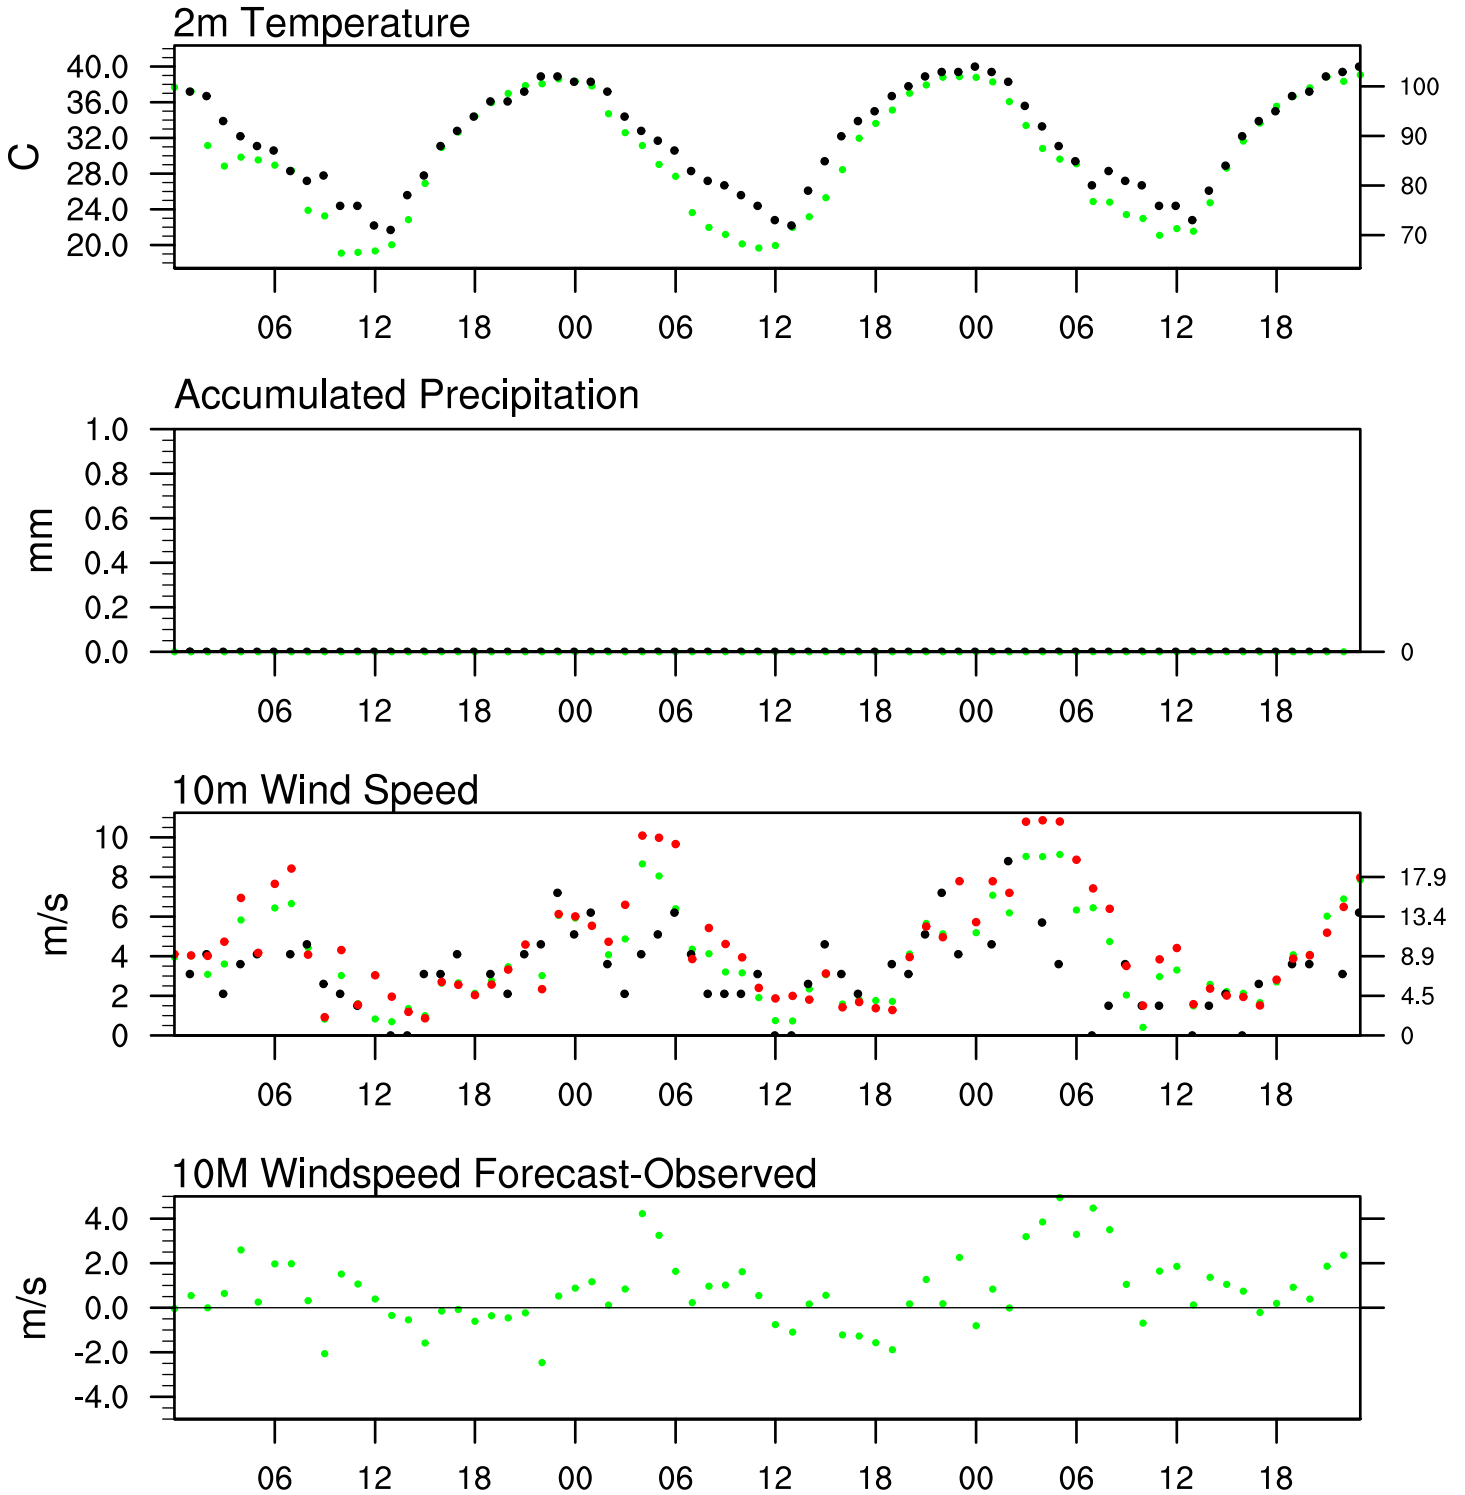 2m Temperature
C
40.0
36.0
32.0
28.0
24.0
20.0
100
90
80
70
06 12 18 00 06 12 18 00 06 12 18
Accumulated Precipitation
mm
1.0
0.8
0.6
0.4
0.2
0.0
0
06 12 18 00 06 12 18 00 06 12 18
10m Wind Speed
m/s
10
8
6
4
2
0
17.9
13.4
8.9
4.5
0
06 12 18 00 06 12 18 00 06 12 18
10M Windspeed Forecast-Observed
m/s
4.0
2.0
0.0
-2.0
-4.0
06 12 18 00 06 12 18 00 06 12 18